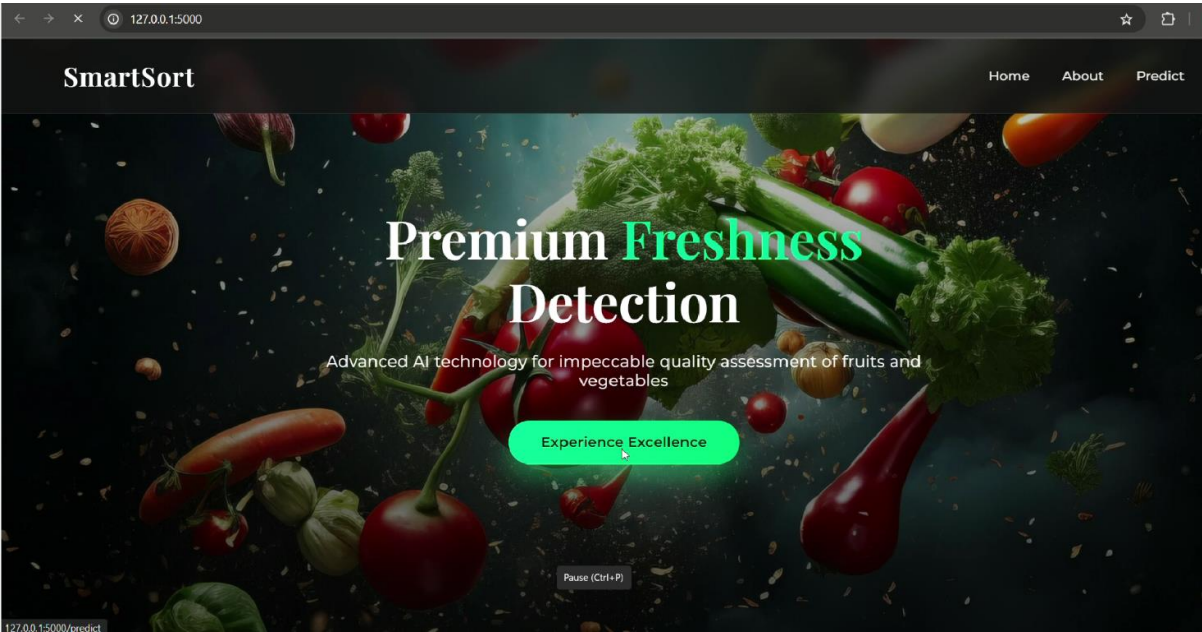 127.0.0.1:5000
SmartSort
Home About Predict
Premium Freshness
Detection
Advanced AI technology for impeccable quality assessment of fruits and
vegetables
Experience Excellence
Pause (Ctrl+P)
127.0.0.1:5000/predict